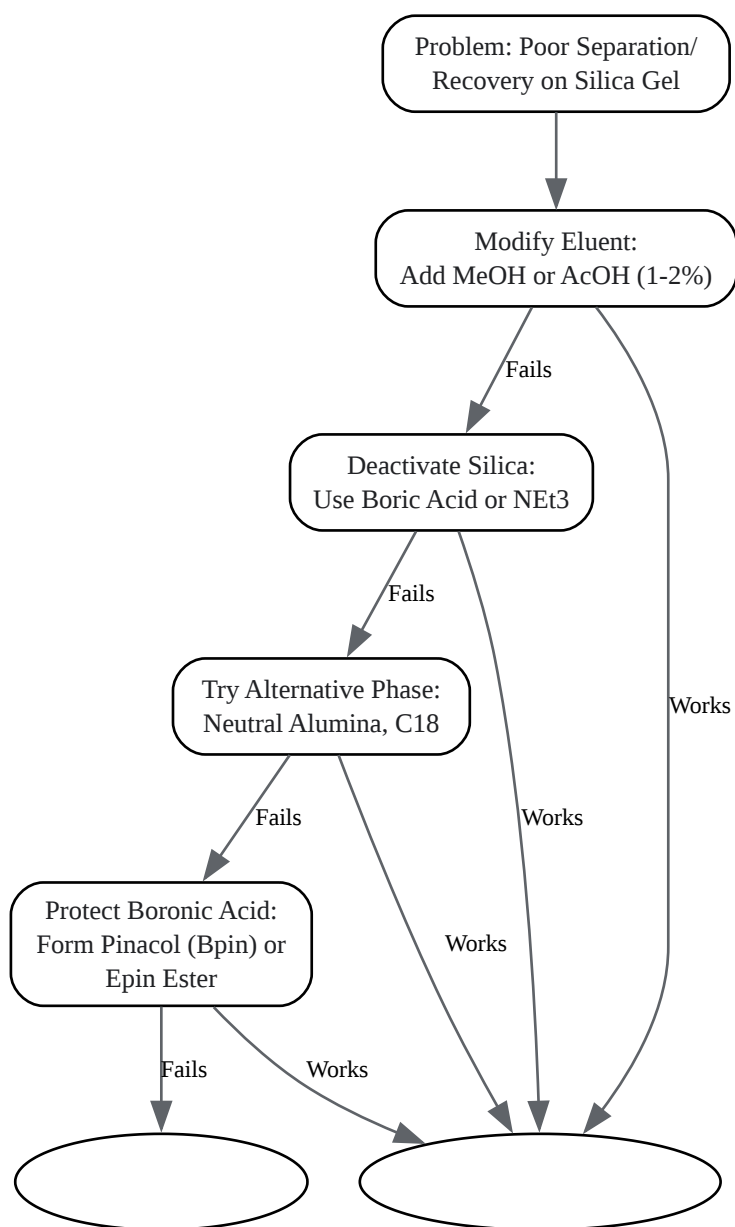 Problem: Poor Separation/
Recovery on Silica Gel
Modify Eluent:
Add MeOH or AcOH (1-2%)
Fails
Deactivate Silica:
Use Boric Acid or NEt3
Fails
Try Alternative Phase:
Neutral Alumina, C18
Works
Fails
Works
Protect Boronic Acid:
Form Pinacol (Bpin) or
Epin Ester
Works
Fails
Works